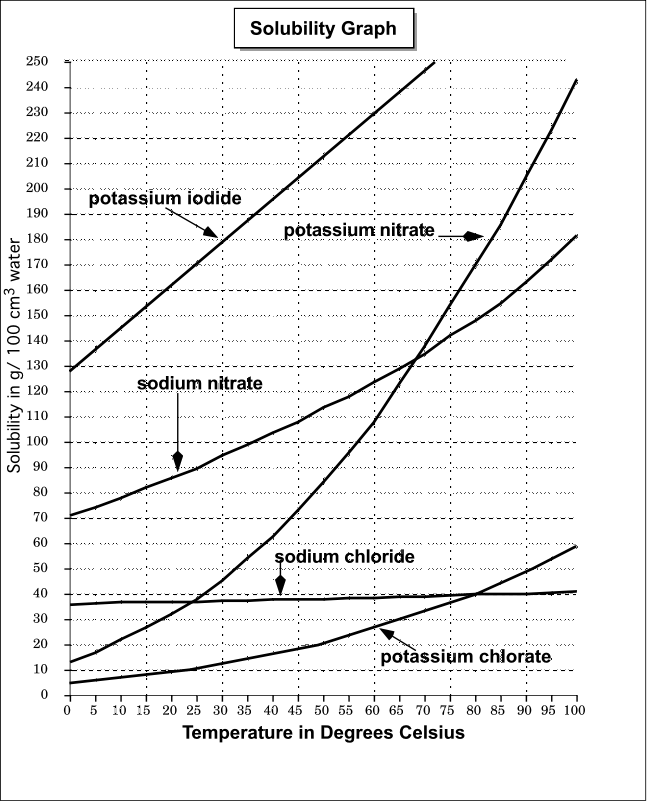 Solubility Graph
250
240
230
220
210
200
190
180
170
160
150
140
130
120
110
100
90
80
70
60
50
40
30
20
10
0
Solubility in g/ 100 cm³ water
potassium iodide
potassium nitrate
sodium nitrate
sodium chloride
potassium chlorate
0 5 10 15 20 25 30 35 40 45 50 55 60 65 70 75 80 85 90 95 100
Temperature in Degrees Celsius